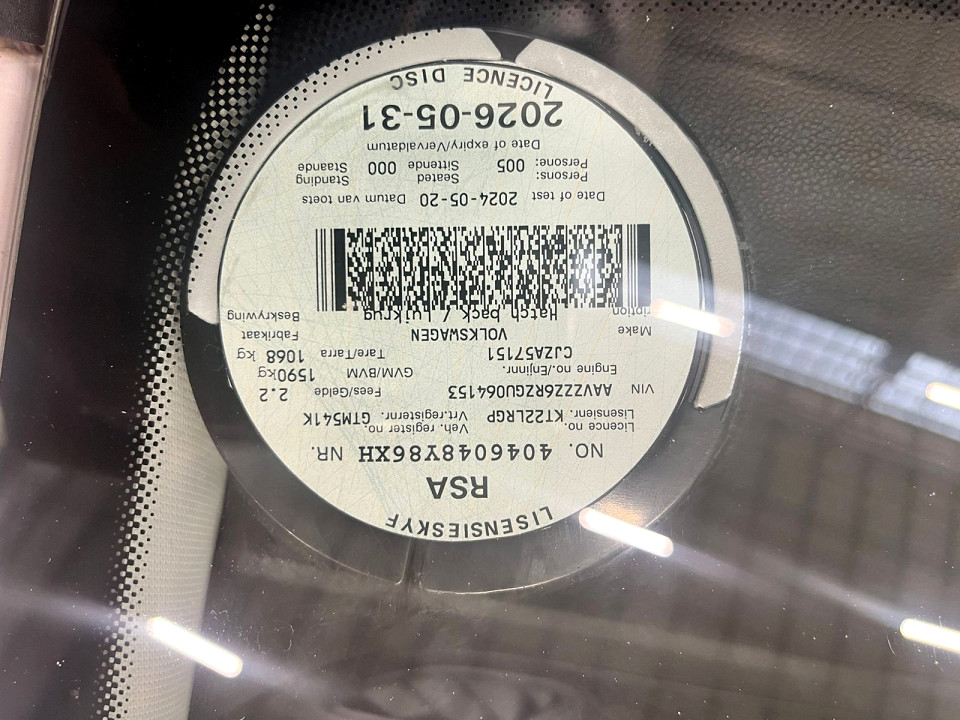 LISENSIESKYF
RSA
NO. 4046048Y86XH NR.
Licence no./Lisensienr. KT22LRGP Veh. register no./Vrt.registernr. GTM541K
VIN AAVZZZ6RZGU064153 Fees/Gelde 2.2
Engine no./Enjinnr. CJZA57151 GVM/BVM 1590kg
Tare/Tarra 1068 kg
Make VOLKSWAGEN Fabrikaat
ription Hatch back / Luikrug Beskrywing
Date of test 2024-05-20 Datum van toets
Persons: Persone: 005 Seated Sittende 000 Standing Staande
Date of expiry/Vervaldatum
2026-05-31
LICENCE DISC